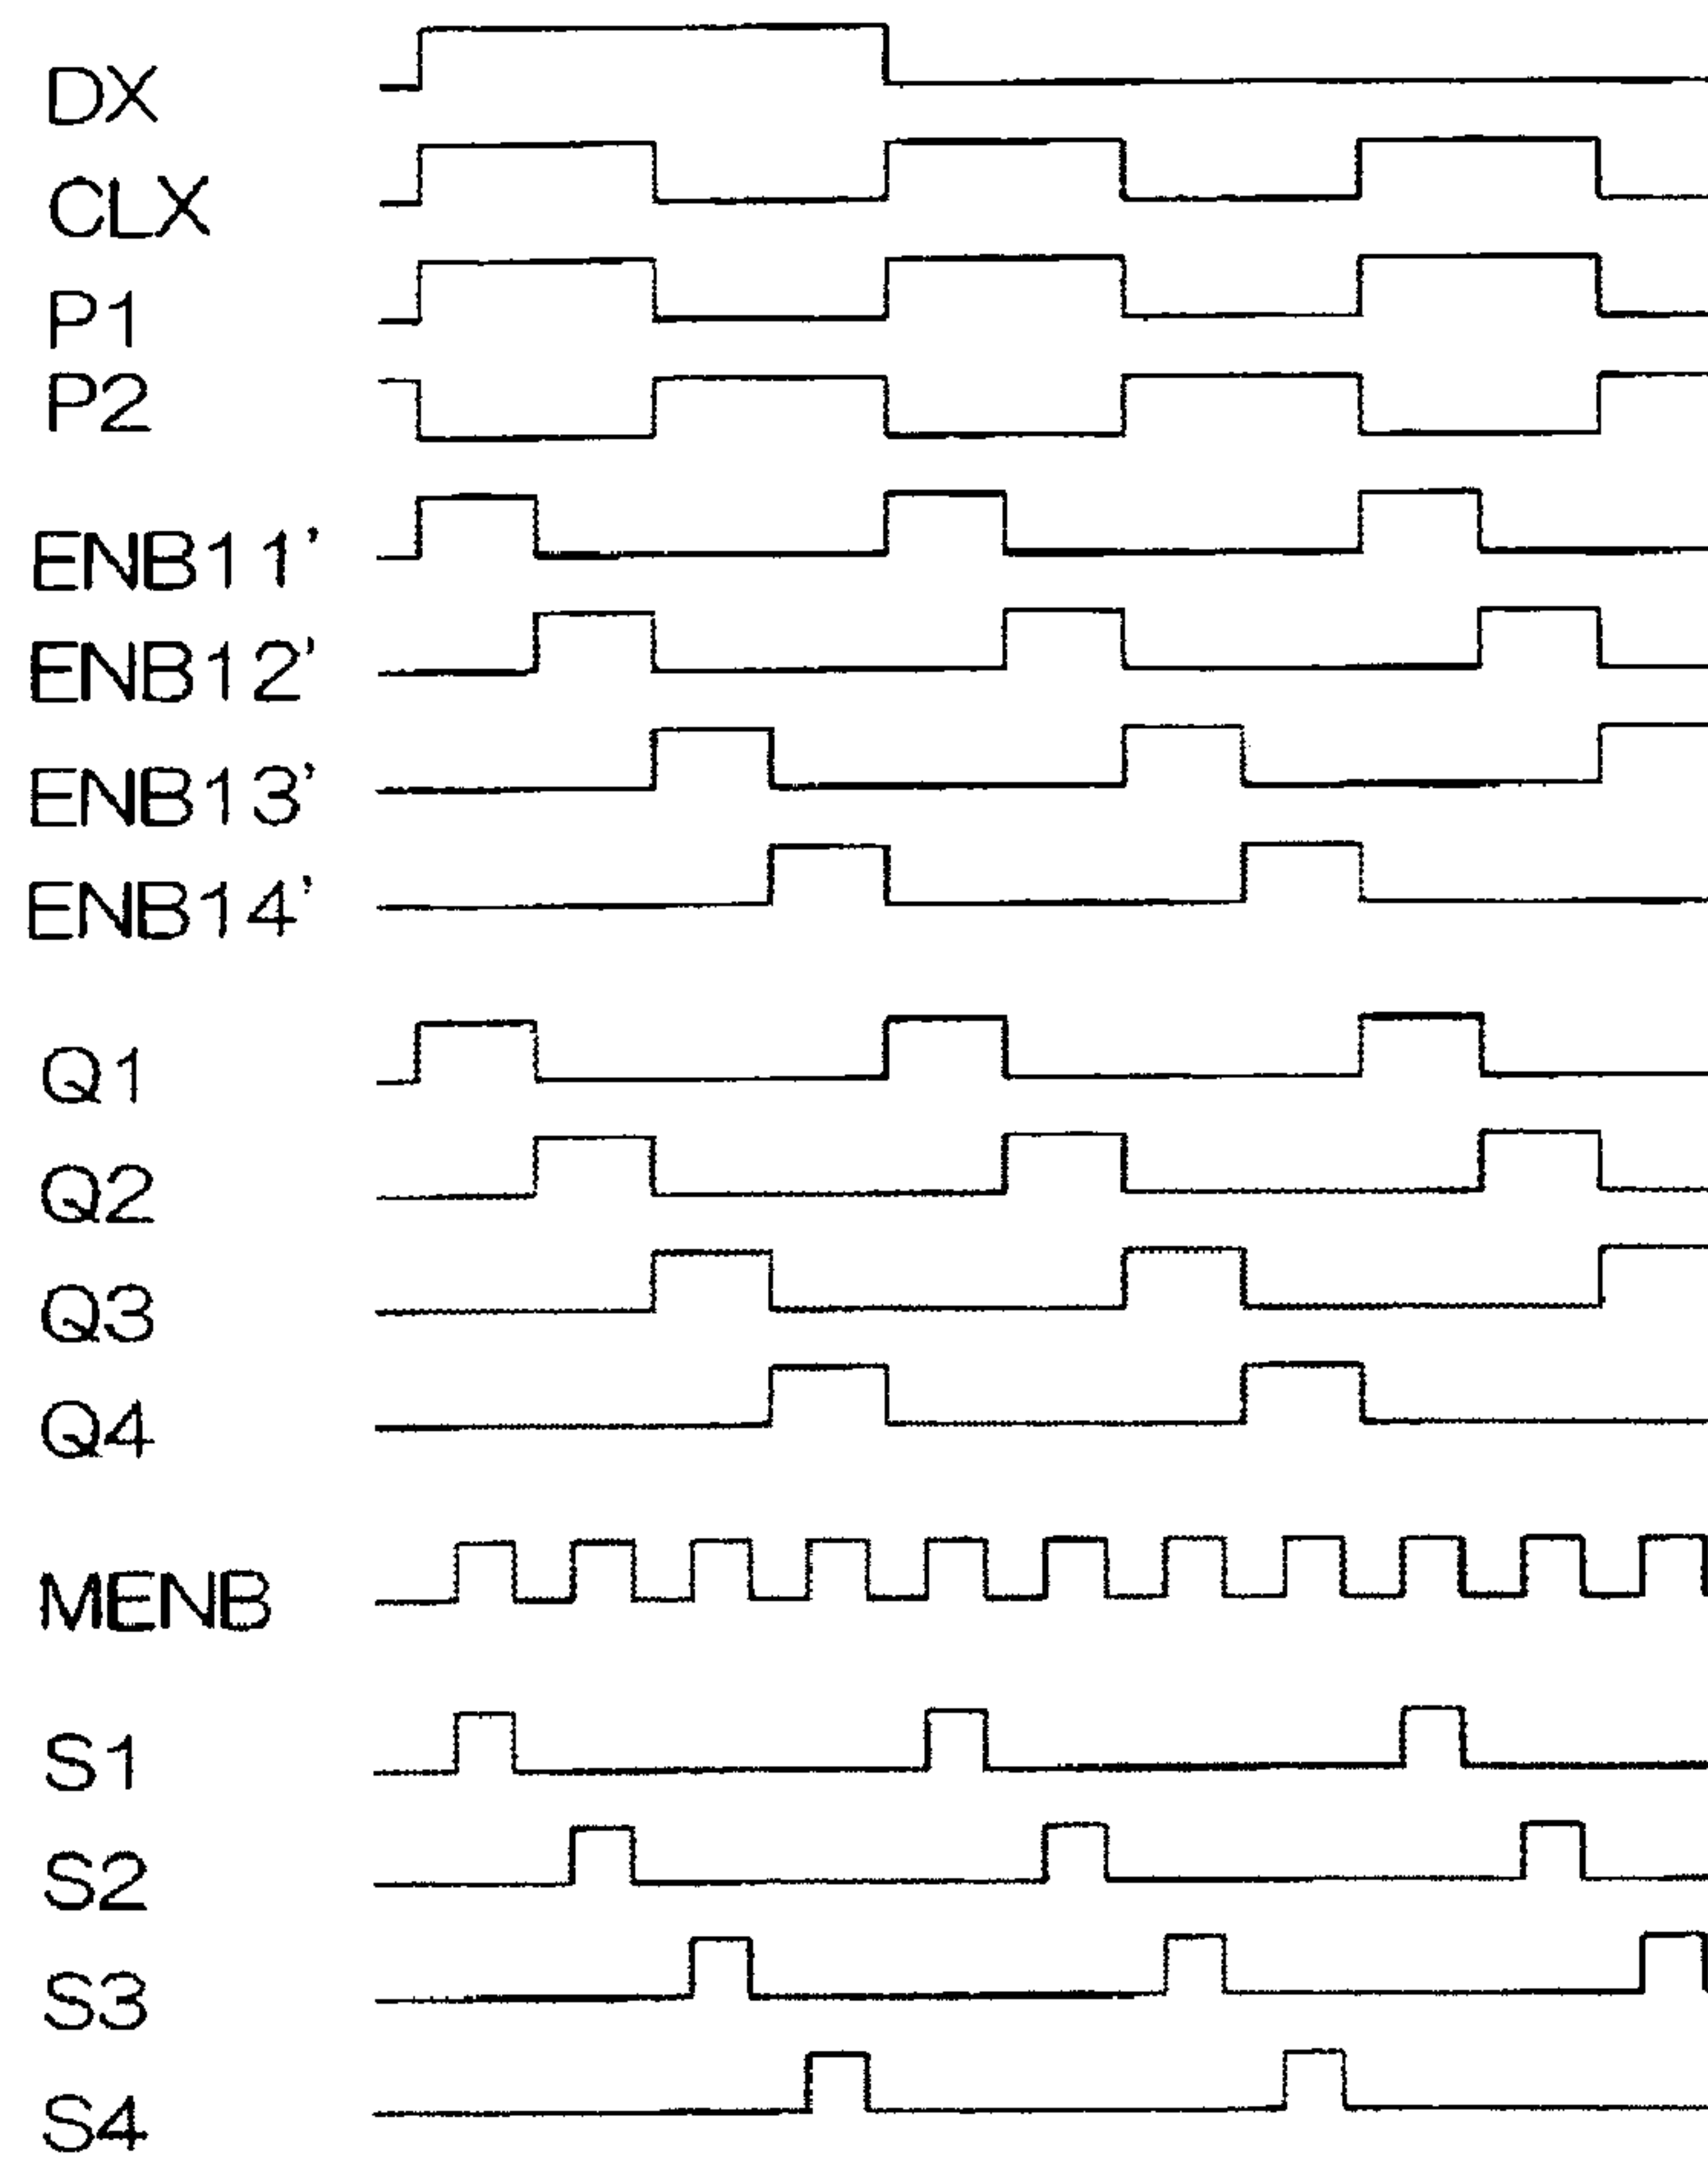 DX
CLX
P1
P2
ENB11'
ENB12'
ENB13'
ENB14'
Q1
Q2
Q3
Q4
MENB
S1
S2
S3
S4